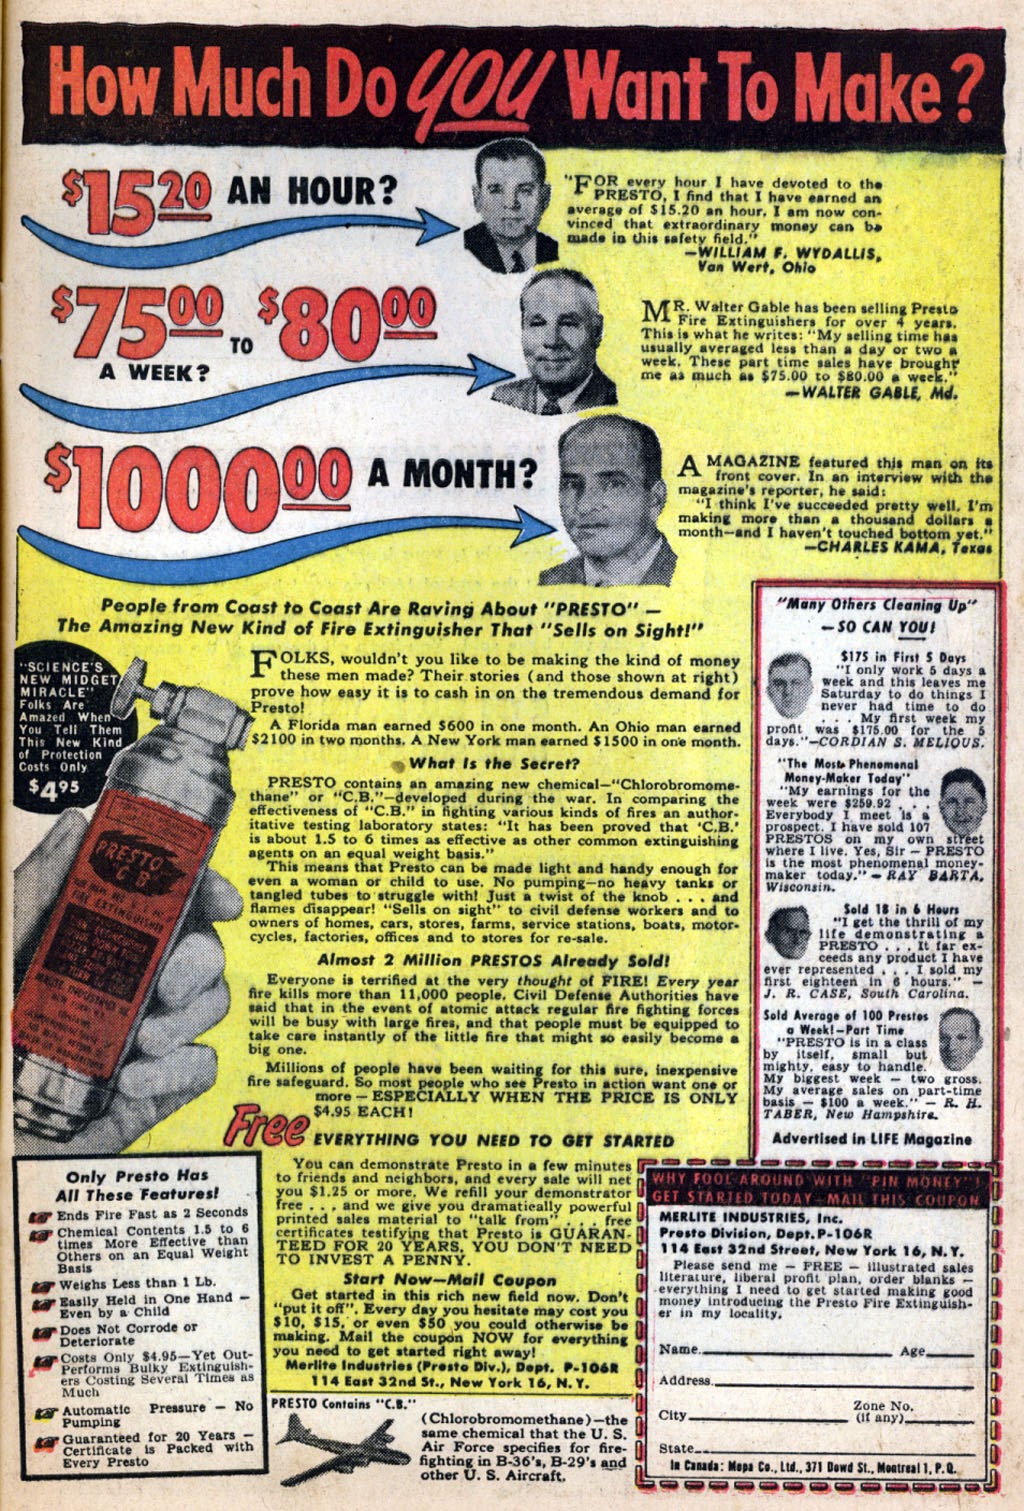 How Much Do YOU Want To Make?
$15.20 AN HOUR?
"FOR every hour I have devoted to the
PRESTO, I find that I have earned an
average of $15.20 an hour. I am now con-
vinced that extraordinary money can be
made in this safety field."
—WILLIAM F. WYDALLIS,
Van Wert, Ohio
$75.00 TO $80.00
A WEEK?
MR. Walter Gable has been selling Presto
Fire Extinguishers for over 4 years.
This is what he writes: "My selling time has
usually averaged less than a day or two a
week. These part time sales have brought
me as much as $75.00 to $80.00 a week."
—WALTER GABLE, Md.
$1000.00 A MONTH?
A MAGAZINE featured this man on its
front cover. In an interview with the
magazine's reporter, he said:
"I think I've succeeded pretty well. I'm
making more than a thousand dollars a
month—and I haven't touched bottom yet."
—CHARLES KAMA, Texas
People from Coast to Coast Are Raving About "PRESTO" —
The Amazing New Kind of Fire Extinguisher That "Sells on Sight!"
"SCIENCE'S
NEW MIDGET
MIRACLE"
Folks Are
Amazed When
You Tell Them
This New Kind
of Protection
Costs Only
$4.95
PRESTO
"CB"
FIRE EXTINGUISHER
FOLKS, wouldn't you like to be making the kind of money
these men made? Their stories (and those shown at right)
prove how easy it is to cash in on the tremendous demand for
Presto!
A Florida man earned $600 in one month. An Ohio man earned
$2100 in two months. A New York man earned $1500 in one month.
What Is the Secret?
PRESTO contains an amazing new chemical—"Chlorobromome-
thane" or "C.B."—developed during the war. In comparing the
effectiveness of "C.B." in fighting various kinds of fires an author-
itative testing laboratory states: "It has been proved that 'C.B.'
is about 1.5 to 6 times as effective as other common extinguishing
agents on an equal weight basis."
This means that Presto can be made light and handy enough for
even a woman or child to use. No pumping—no heavy tanks or
tangled tubes to struggle with! Just a twist of the knob . . . and
flames disappear! "Sells on sight" to civil defense workers and to
owners of homes, cars, stores, farms, service stations, boats, motor-
cycles, factories, offices and to stores for re-sale.
Almost 2 Million PRESTOS Already Sold!
Everyone is terrified at the very thought of FIRE! Every year
fire kills more than 11,000 people. Civil Defense Authorities have
said that in the event of atomic attack regular fire fighting forces
will be busy with large fires, and that people must be equipped to
take care instantly of the little fire that might so easily become a
big one.
Millions of people have been waiting for this sure, inexpensive
fire safeguard. So most people who see Presto in action want one or
more — ESPECIALLY WHEN THE PRICE IS ONLY
$4.95 EACH!
Free EVERYTHING YOU NEED TO GET STARTED
You can demonstrate Presto in a few minutes
to friends and neighbors, and every sale will net
you $1.25 or more. We refill your demonstrator
free . . . and we give you dramatically powerful
printed sales material to "talk from" . . . free
certificates testifying that Presto is GUARAN-
TEED FOR 20 YEARS. YOU DON'T NEED
TO INVEST A PENNY.
Start Now—Mail Coupon
Get started in this rich new field now. Don't
"put it off". Every day you hesitate may cost you
$10, $15, or even $50 you could otherwise be
making. Mail the coupon NOW for everything
you need to get started right away!
Merlite Industries (Presto Div.), Dept. P-106R
114 East 32nd St., New York 16, N.Y.
PRESTO Contains "C.B."
(Chlorobromomethane)—the
same chemical that the U. S.
Air Force specifies for fire-
fighting in B-36's, B-29's and
other U. S. Aircraft.
Only Presto Has
All These Features!
Ends Fire Fast as 2 Seconds
Chemical Contents 1.5 to 6
times More Effective than
Others on an Equal Weight
Basis
Weighs Less than 1 Lb.
Easily Held in One Hand —
Even by a Child
Does Not Corrode or
Deteriorate
Costs Only $4.95—Yet Out-
Performs Bulky Extinguish-
ers Costing Several Times as
Much
Automatic Pressure — No
Pumping
Guaranteed for 20 Years —
Certificate is Packed with
Every Presto
"Many Others Cleaning Up"
—SO CAN YOU!
$175 in First 5 Days
"I only work 5 days a
week and this leaves me
Saturday to do things I
never had time to do
. . . My first week my
profit was $175.00 for the 5
days."—CORDIAN S. MELIOUS.
"The Most Phenomenal
Money-Maker Today"
"My earnings for the
week were $259.92 . . .
Everybody I meet is a
prospect. I have sold 107
PRESTOS on my own street
where I live. Yes, Sir — PRESTO
is the most phenomenal money-
maker today." — RAY BARTA,
Wisconsin.
Sold 18 in 6 Hours
"I get the thrill of my
life demonstrating a
PRESTO . . . It far ex-
ceeds any product I have
ever represented . . . I sold my
first eighteen in 6 hours." —
J. R. CASE, South Carolina.
Sold Average of 100 Prestos
a Week!—Part Time
"PRESTO is in a class
by itself, small but
mighty, easy to handle.
My biggest week — two gross.
My average sales on part-time
basis — $100 a week." — R. H.
TABER, New Hampshire.
Advertised in LIFE Magazine
WHY FOOL AROUND WITH "PIN MONEY"!
GET STARTED TODAY—MAIL THIS COUPON
MERLITE INDUSTRIES, Inc.
Presto Division, Dept. P-106R
114 East 32nd Street, New York 16, N.Y.
Please send me — FREE — illustrated sales
literature, liberal profit plan, order blanks —
everything I need to get started making good
money introducing the Presto Fire Extinguish-
er in my locality.
Name Age
Address
City Zone No. (if any)
State
In Canada: Mopa Co., Ltd., 371 Dowd St., Montreal 1, P.Q.